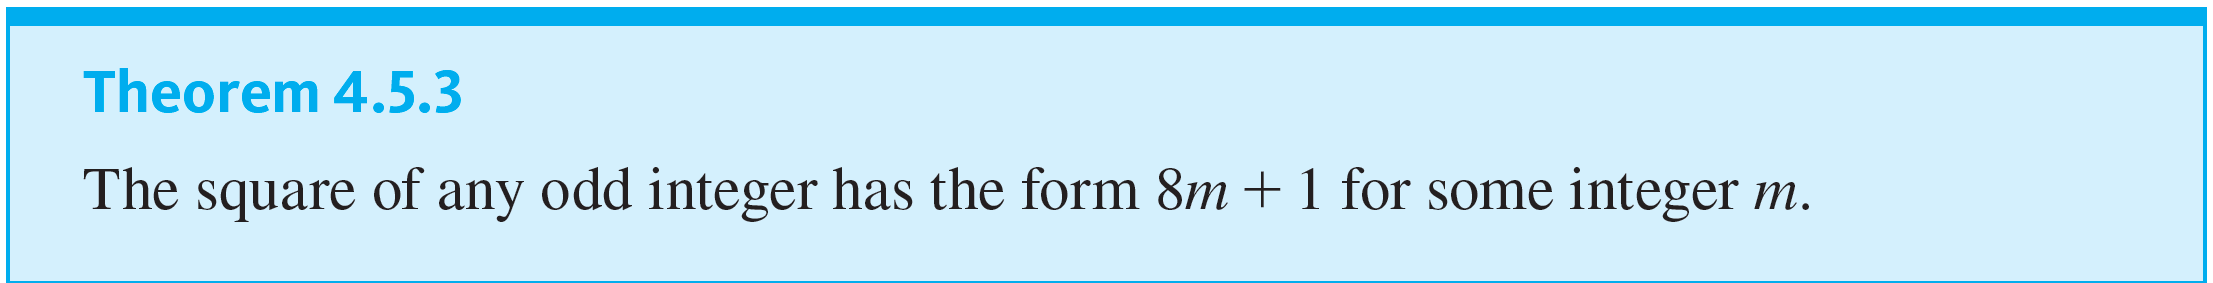 Theorem 4.5.3
The square of any odd integer has the form 8m + 1 for some integer m.